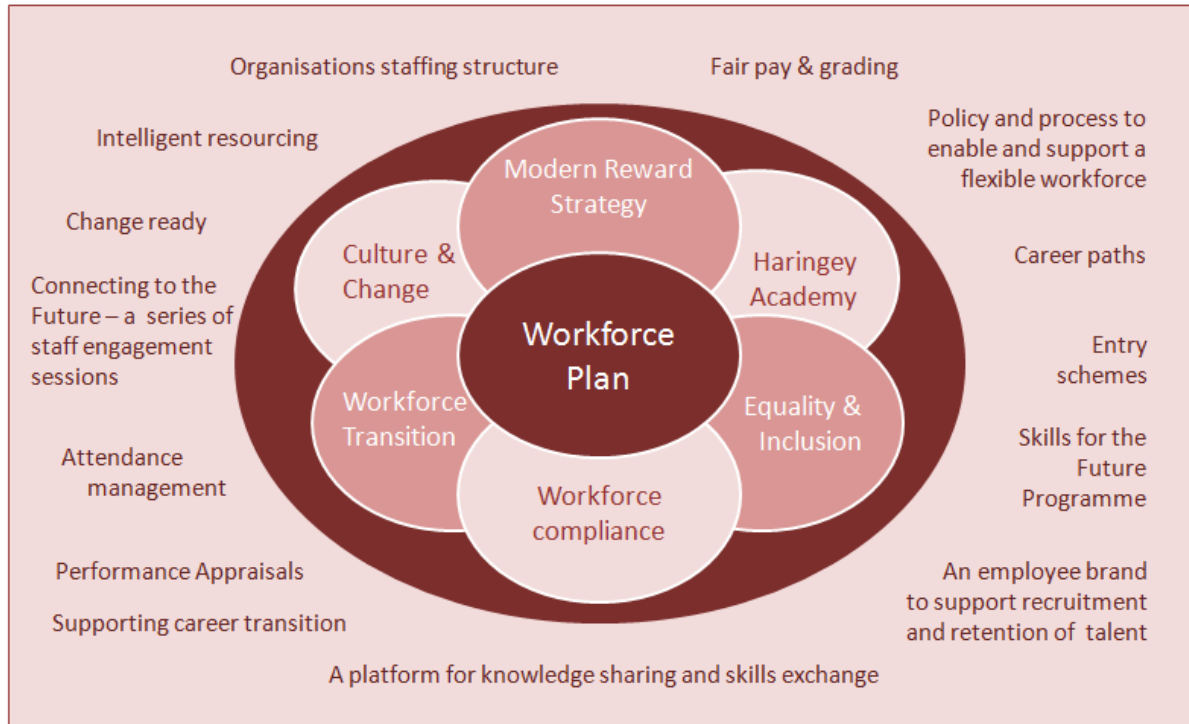 Organisations staffing structure
Fair pay & grading
Intelligent resourcing
Policy and process to
enable and support a
flexible workforce
Change ready
Career paths
Connecting to the
Future – a series of
staff engagement
sessions
Entry
schemes
Attendance
management
Skills for the
Future
Programme
Performance Appraisals
An employee brand
to support recruitment
and retention of talent
Supporting career transition
A platform for knowledge sharing and skills exchange
Modern Reward
Strategy
Culture &
Change
Haringey
Academy
Workforce
Plan
Workforce
Transition
Equality &
Inclusion
Workforce
compliance